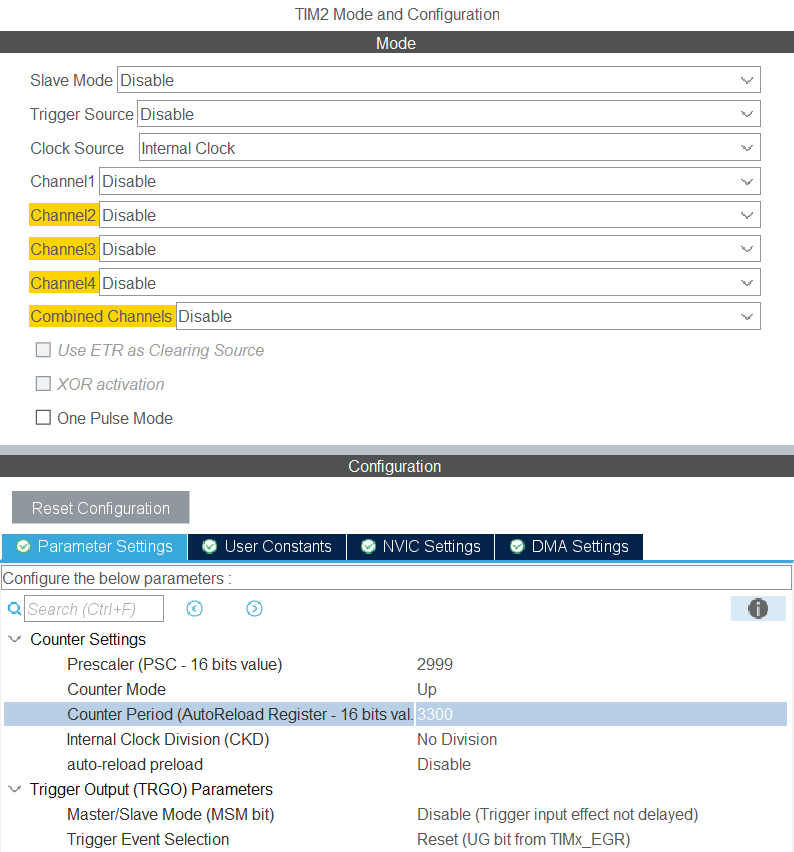 TIM2 Mode and Configuration
Mode
Slave Mode Disable
Trigger Source Disable
Clock Source Internal Clock
Channel1 Disable
Channel2 Disable
Channel3 Disable
Channel4 Disable
Combined Channels Disable
Use ETR as Clearing Source
XOR activation
One Pulse Mode
Configuration
Reset Configuration
Parameter Settings User Constants NVIC Settings DMA Settings
Configure the below parameters :
Search (Ctrl+F)
Counter Settings
Prescaler (PSC - 16 bits value) 2999
Counter Mode Up
Counter Period (AutoReload Register - 16 bits val... 3300
Internal Clock Division (CKD) No Division
auto-reload preload Disable
Trigger Output (TRGO) Parameters
Master/Slave Mode (MSM bit) Disable (Trigger input effect not delayed)
Trigger Event Selection Reset (UG bit from TIMx_EGR)